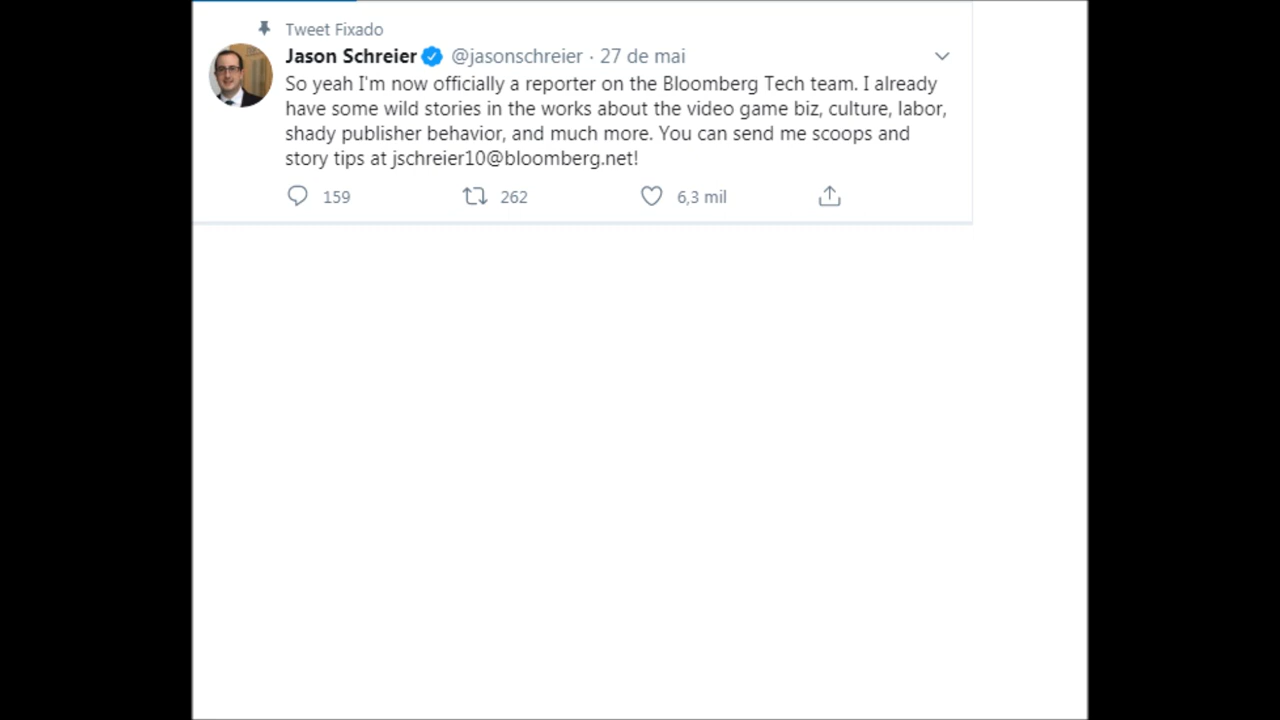 Tweet Fixado
Jason Schreier @jasonschreier · 27 de mai
So yeah I'm now officially a reporter on the Bloomberg Tech team. I already
have some wild stories in the works about the video game biz, culture, labor,
shady publisher behavior, and much more. You can send me scoops and
story tips at jschreier10@bloomberg.net!
159 262 6,3 mil